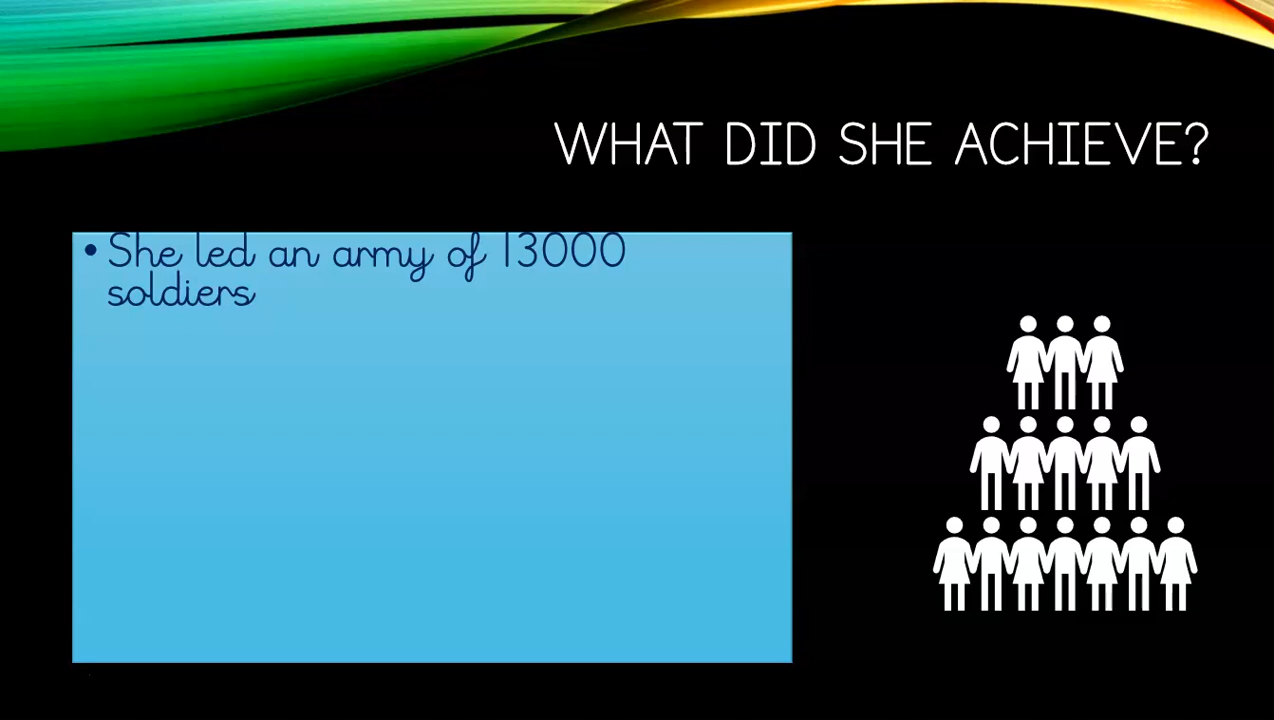 WHAT DID SHE ACHIEVE?
• She led an army of 13000
soldiers